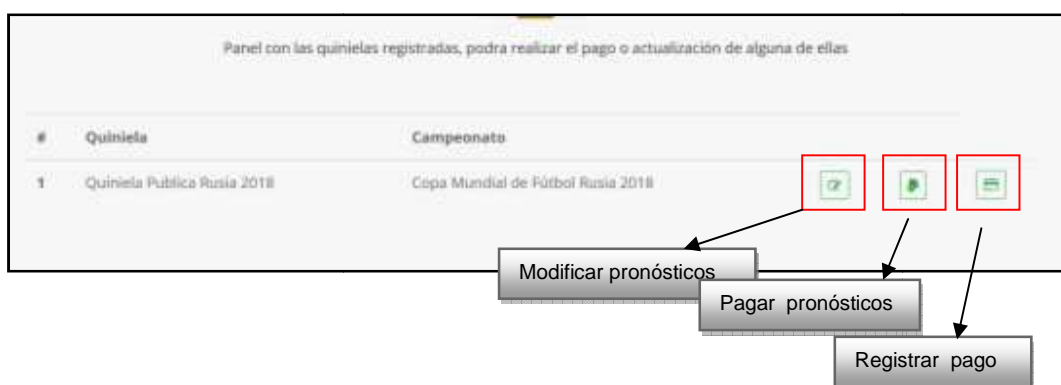 Panel con las quinielas registradas, podra realizar el pago o actualización de alguna de ellas
# Quiniela Campeonato
1 Quiniela Publica Rusia 2018 Copa Mundial de Fútbol Rusia 2018
Modificar pronósticos
Pagar pronósticos
Registrar pago